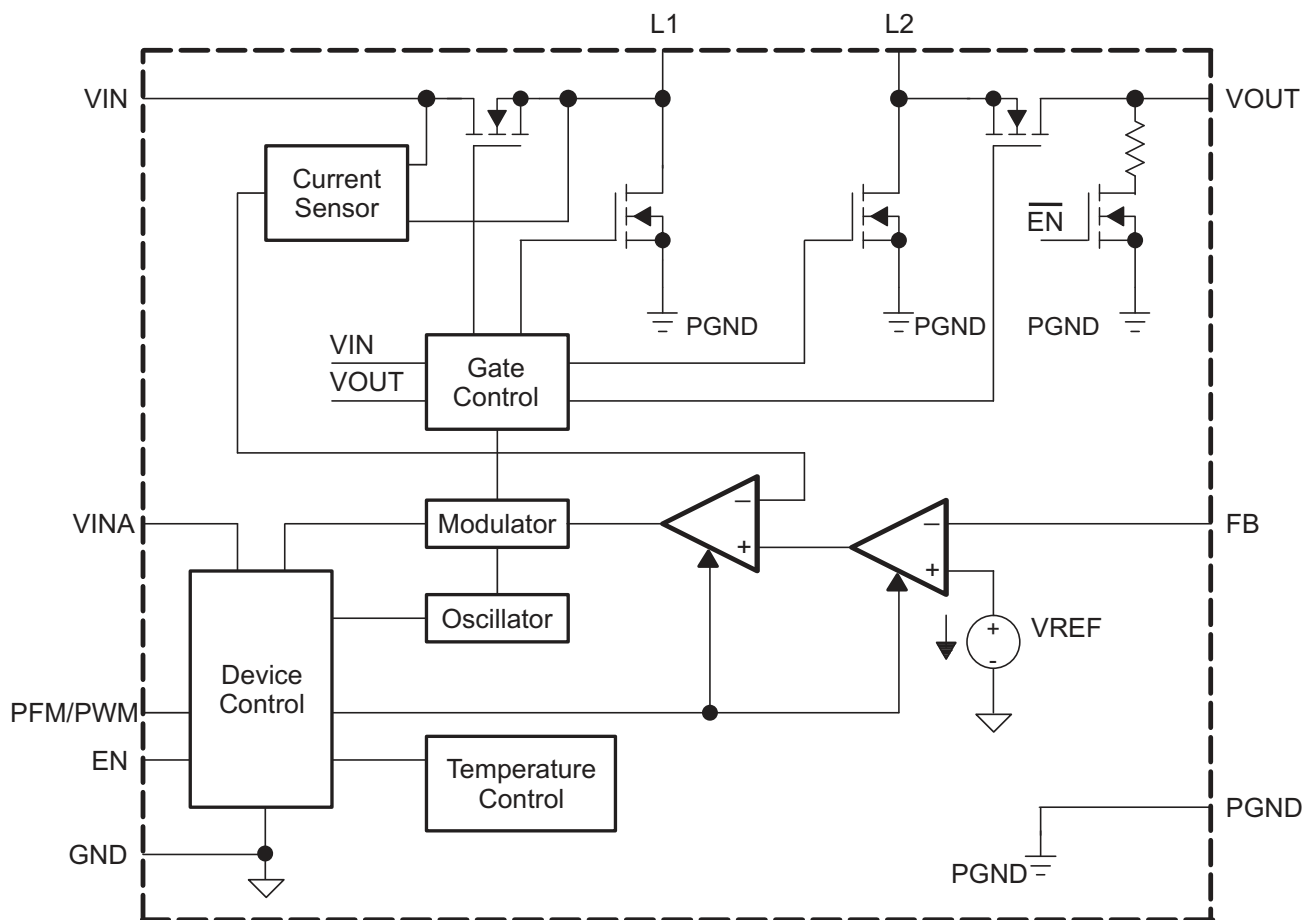 L1
L2
VIN
VOUT
Current
Sensor
EN
PGND
PGND
PGND
VIN
VOUT
Gate
Control
VINA
Modulator
–
+
–
+
FB
Oscillator
+
-
VREF
Device
Control
PFM/PWM
EN
Temperature
Control
PGND
GND
PGND